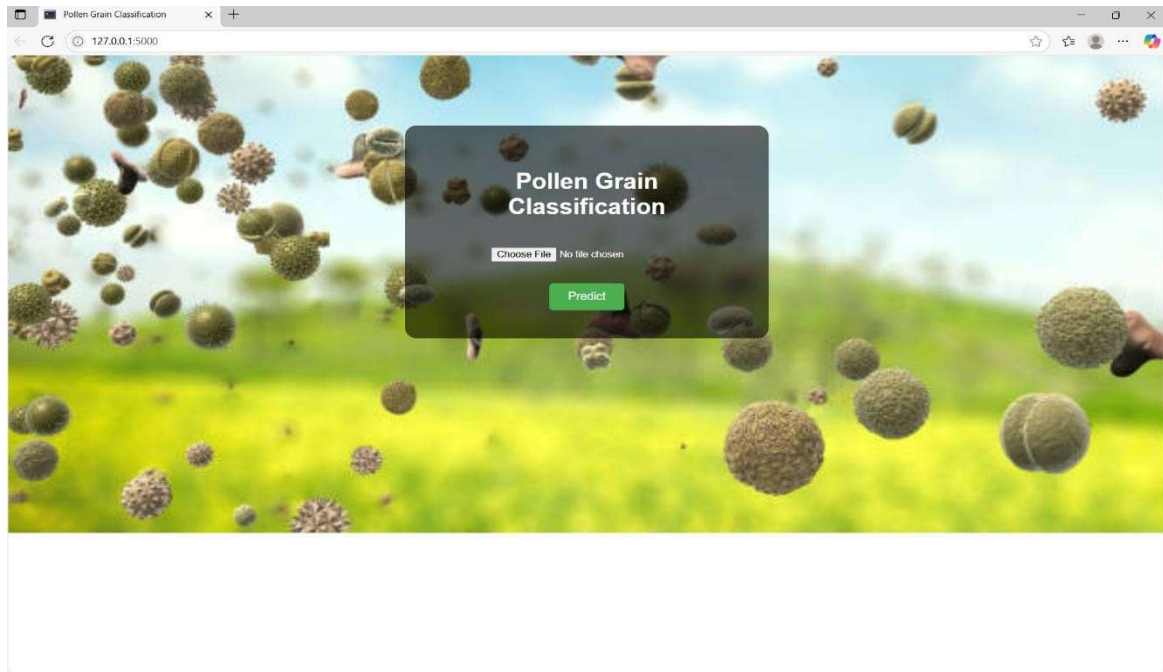 Pollen Grain Classification
127.0.0.1:5000
Pollen Grain
Classification
Choose File No file chosen
Predict